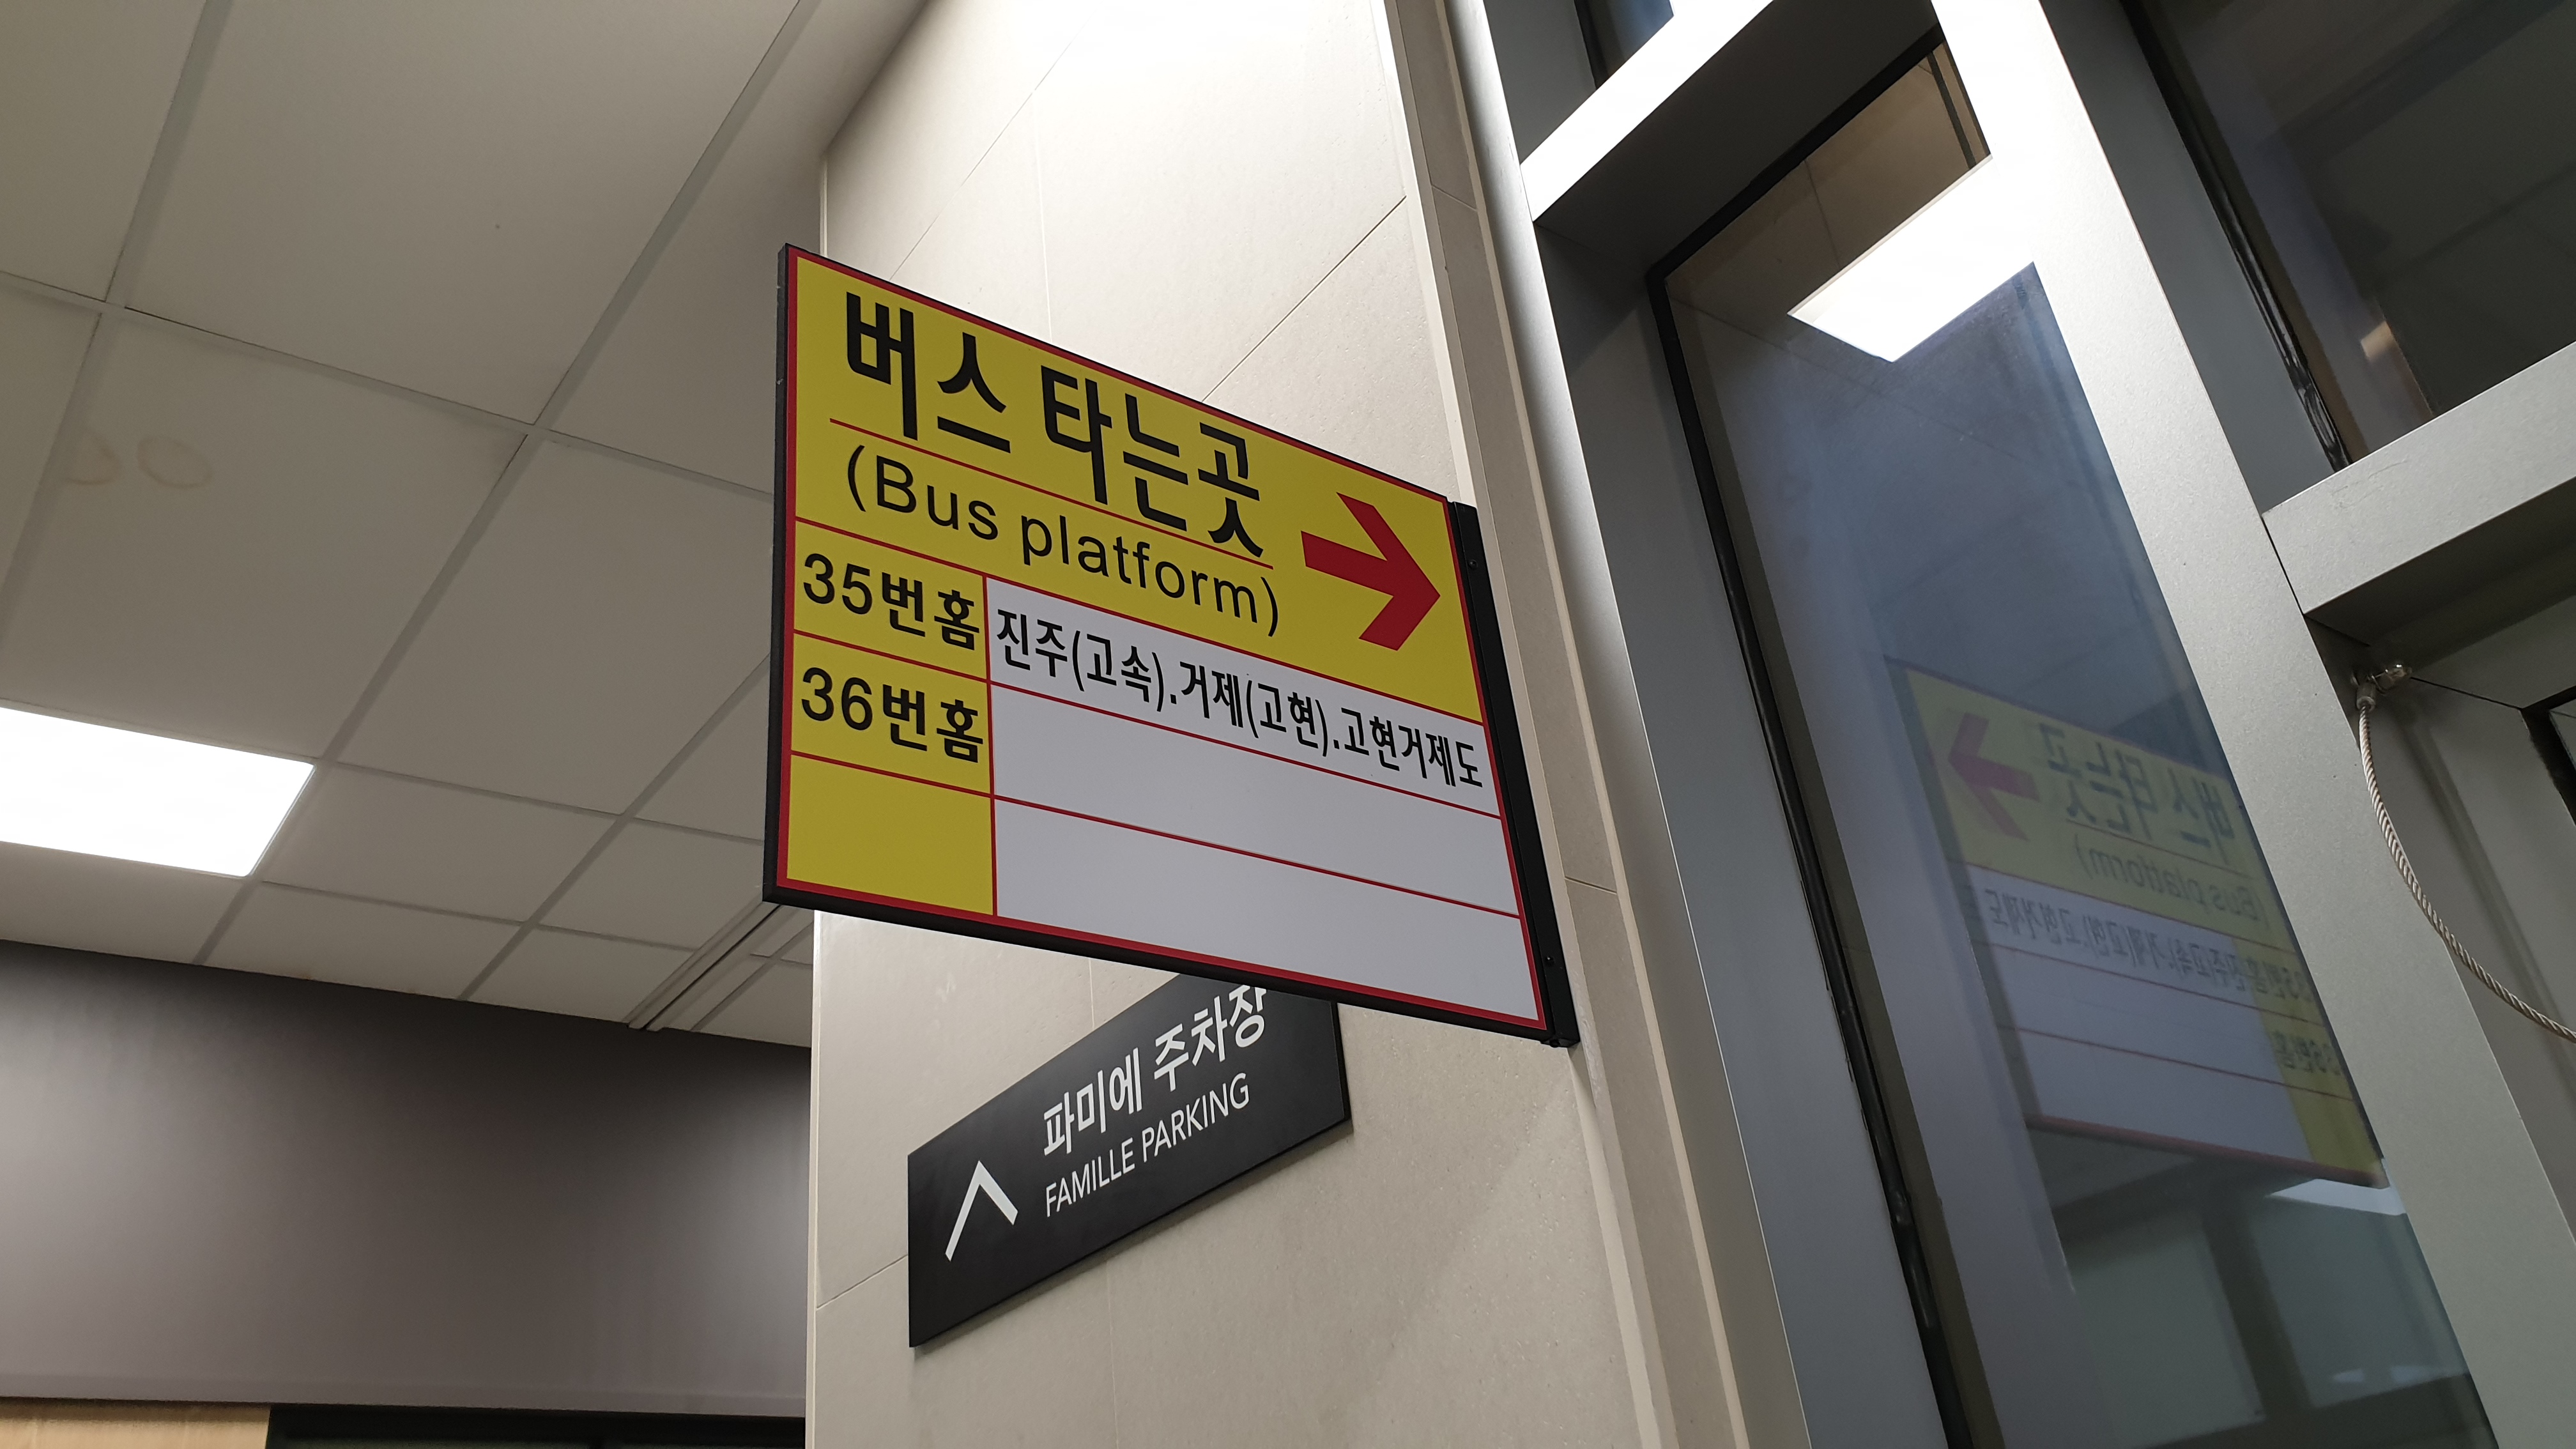 버스 타는곳
(Bus platform)
35번홈 진주(고속).거제(고현).고현거제도
36번홈
파미에 주차장
FAMILLE PARKING